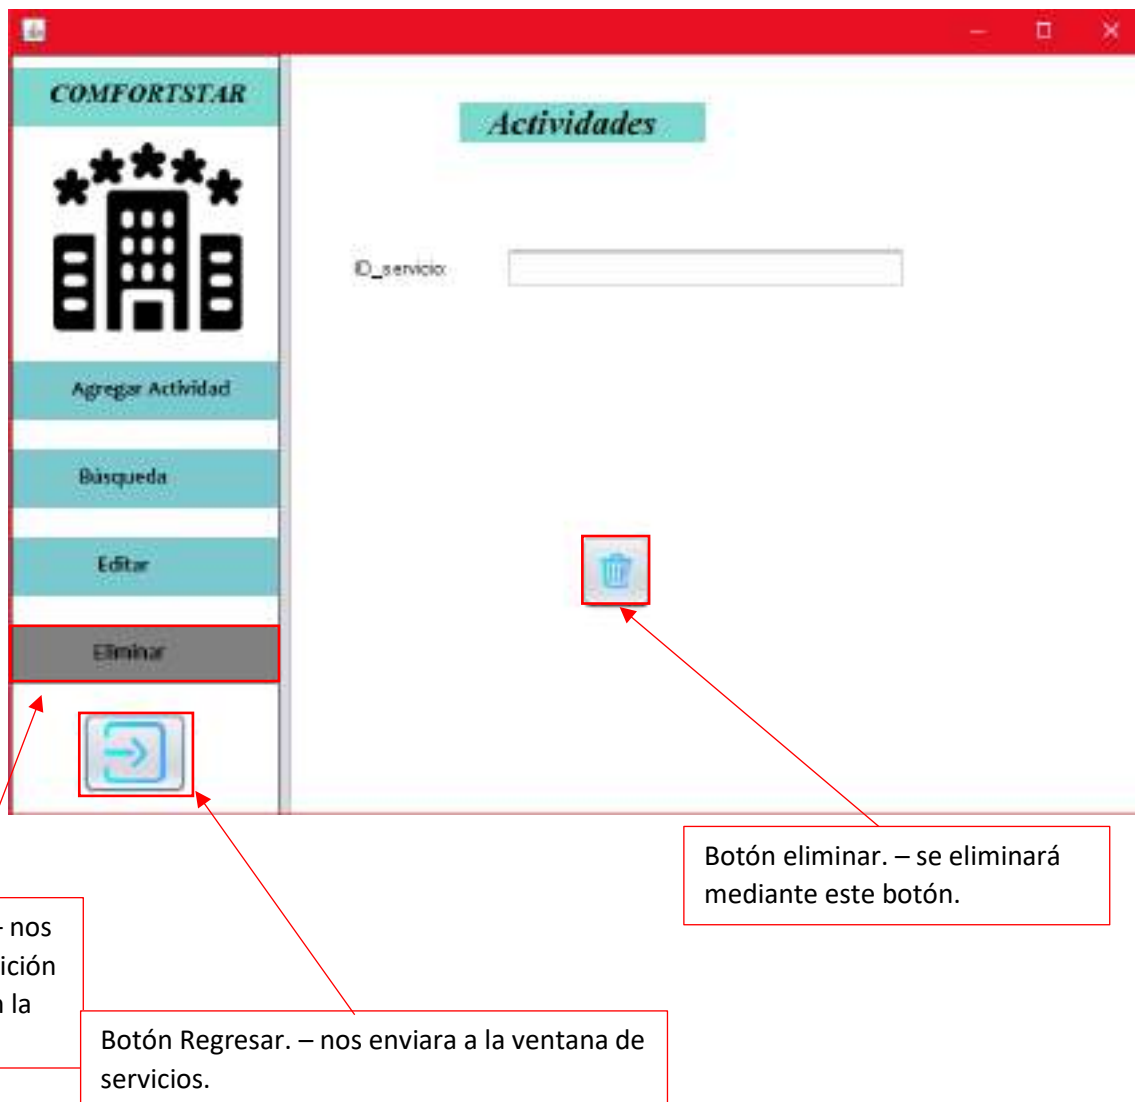 COMFORTSTAR
Actividades
ID_servicio:
Agregar Actividad
Búsqueda
Editar
Eliminar
Botón eliminar. – se eliminará
mediante este botón.
– nos
ición
la
Botón Regresar. – nos enviara a la ventana de
servicios.